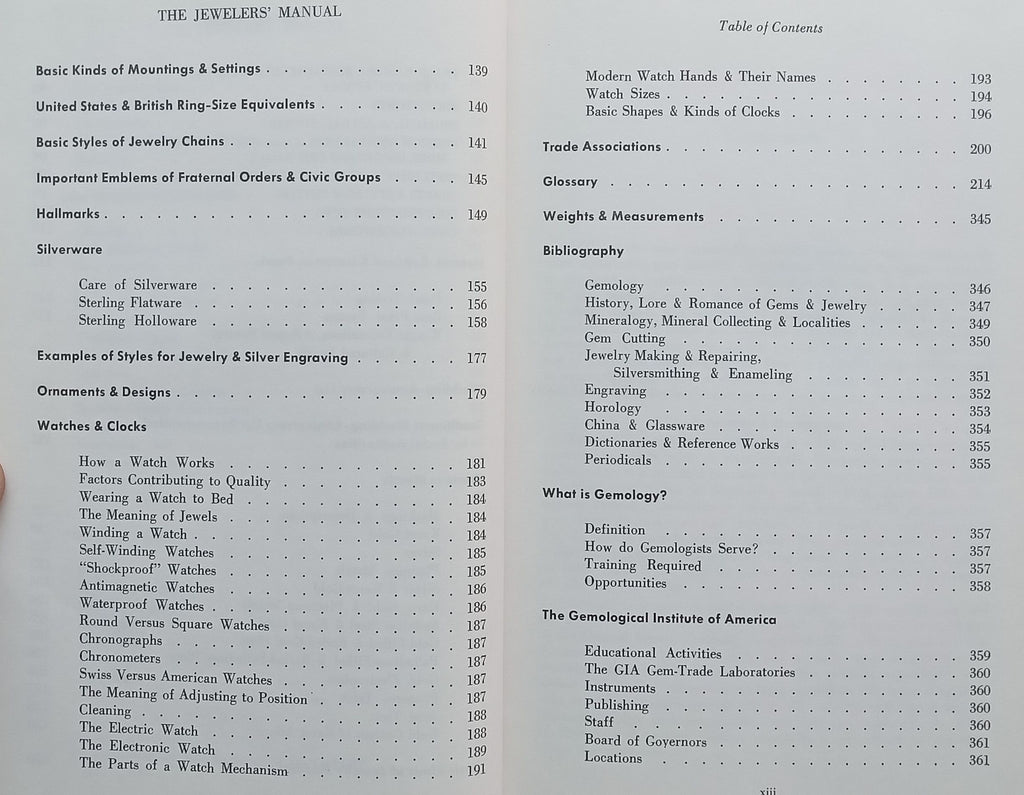 THE JEWELERS' MANUAL
Basic Kinds of Mountings & Settings . . . . . . . . . . . 139
United States & British Ring-Size Equivalents . . . . . . . . 140
Basic Styles of Jewelry Chains . . . . . . . . . . . . . 141
Important Emblems of Fraternal Orders & Civic Groups . . . . 145
Hallmarks . . . . . . . . . . . . . . . . . . . . 149
Silverware
Care of Silverware . . . . . . . . . . . . . . 155
Sterling Flatware . . . . . . . . . . . . . . . 156
Sterling Holloware . . . . . . . . . . . . . . 158
Examples of Styles for Jewelry & Silver Engraving . . . . . . 177
Ornaments & Designs . . . . . . . . . . . . . . . . 179
Watches & Clocks
How a Watch Works . . . . . . . . . . . . . 181
Factors Contributing to Quality . . . . . . . . . . 183
Wearing a Watch to Bed . . . . . . . . . . . . 184
The Meaning of Jewels . . . . . . . . . . . . . 184
Winding a Watch . . . . . . . . . . . . . . . 184
Self-Winding Watches . . . . . . . . . . . . . 185
"Shockproof" Watches . . . . . . . . . . . . . 185
Antimagnetic Watches . . . . . . . . . . . . . 186
Waterproof Watches . . . . . . . . . . . . . . 186
Round Versus Square Watches . . . . . . . . . . 187
Chronographs . . . . . . . . . . . . . . . . 187
Chronometers . . . . . . . . . . . . . . . . 187
Swiss Versus American Watches . . . . . . . . . . 187
The Meaning of Adjusting to Position . . . . . . . . 187
Cleaning . . . . . . . . . . . . . . . . . . 188
The Electric Watch . . . . . . . . . . . . . . 188
The Electronic Watch . . . . . . . . . . . . . 189
The Parts of a Watch Mechanism . . . . . . . . . 191
Table of Contents
Modern Watch Hands & Their Names . . . . . . . . 193
Watch Sizes . . . . . . . . . . . . . . . . . 194
Basic Shapes & Kinds of Clocks . . . . . . . . . . 196
Trade Associations . . . . . . . . . . . . . . . . . 200
Glossary . . . . . . . . . . . . . . . . . . . . 214
Weights & Measurements . . . . . . . . . . . . . . 345
Bibliography
Gemology . . . . . . . . . . . . . . . . . 346
History, Lore & Romance of Gems & Jewelry . . . . . . 347
Mineralogy, Mineral Collecting & Localities . . . . . . 349
Gem Cutting . . . . . . . . . . . . . . . . 350
Jewelry Making & Repairing,
Silversmithing & Enameling . . . . . . . . . 351
Engraving . . . . . . . . . . . . . . . . . 352
Horology . . . . . . . . . . . . . . . . . 353
China & Glassware . . . . . . . . . . . . . . 354
Dictionaries & Reference Works . . . . . . . . . . 355
Periodicals . . . . . . . . . . . . . . . . . 355
What is Gemology?
Definition . . . . . . . . . . . . . . . . . 357
How do Gemologists Serve? . . . . . . . . . . . 357
Training Required . . . . . . . . . . . . . . 357
Opportunities . . . . . . . . . . . . . . . . 358
The Gemological Institute of America
Educational Activities . . . . . . . . . . . . . 359
The GIA Gem-Trade Laboratories . . . . . . . . . 360
Instruments . . . . . . . . . . . . . . . . . 360
Publishing . . . . . . . . . . . . . . . . . 360
Staff . . . . . . . . . . . . . . . . . . . 360
Board of Governors . . . . . . . . . . . . . . 361
Locations . . . . . . . . . . . . . . . . . 361
xiii